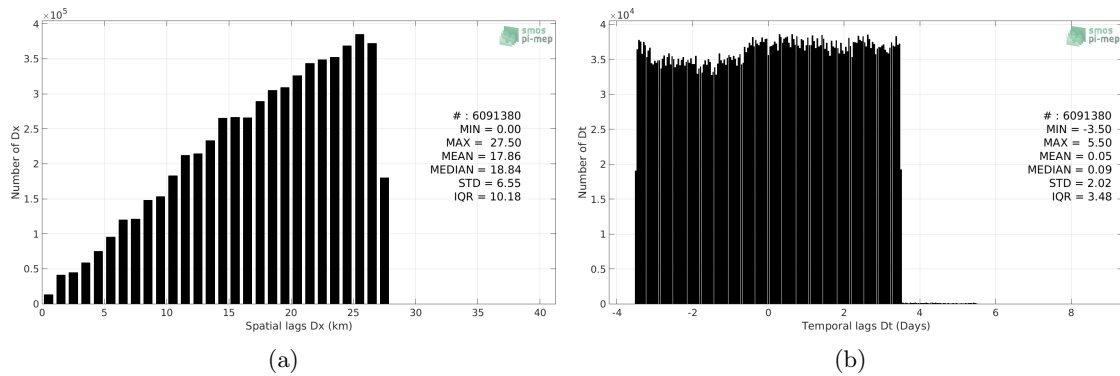 ×10⁵
4
3.5
3
2.5
2
1.5
1
0.5
0
Number of Dx
0 5 10 15 20 25 30 35 40
Spatial lags Dx (km)
smos
pi-mep
# : 6091380
MIN = 0.00
MAX = 27.50
MEAN = 17.86
MEDIAN = 18.84
STD = 6.55
IQR = 10.18
(a)
×10⁴
4
3.5
3
2.5
2
1.5
1
0.5
0
Number of Dt
-4 -2 0 2 4 6 8
Temporal lags Dt (Days)
smos
pi-mep
# : 6091380
MIN = -3.50
MAX = 5.50
MEAN = 0.05
MEDIAN = 0.09
STD = 2.02
IQR = 3.48
(b)